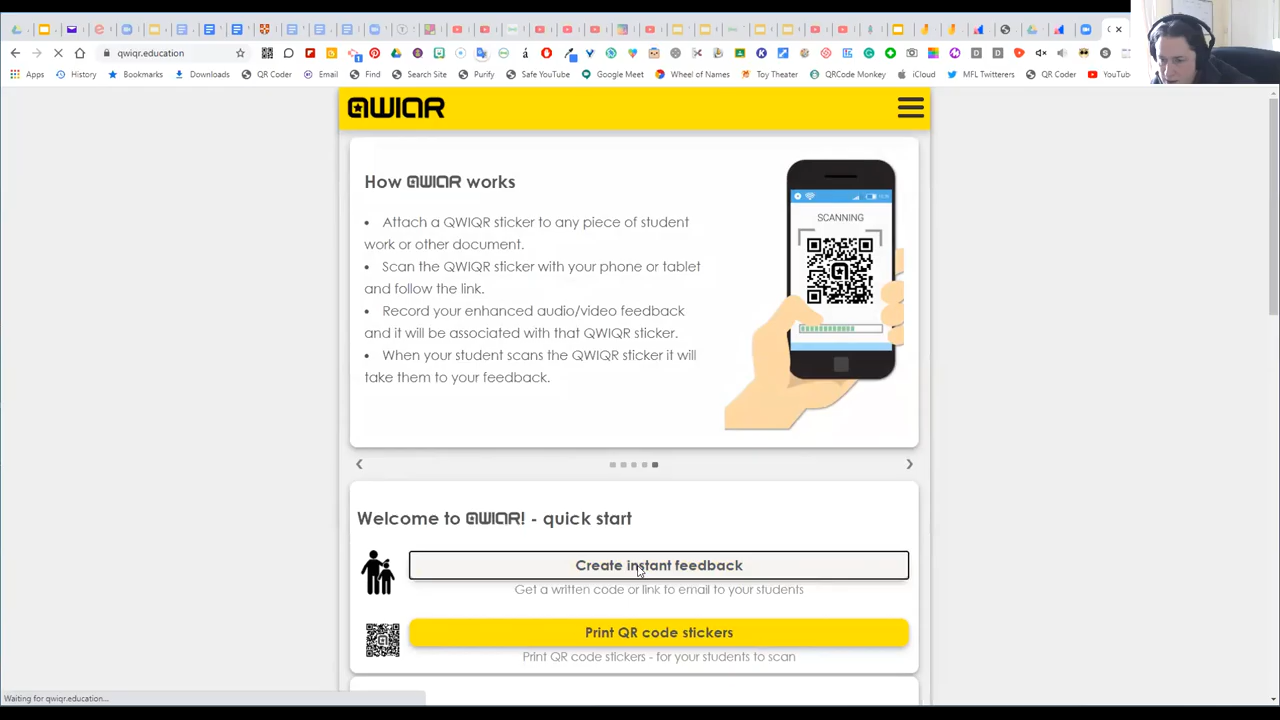 qwiqr.education
Apps History Bookmarks Downloads QR Coder Email Find Search Site Purify Safe YouTube Google Meet Wheel of Names Toy Theater QRCode Monkey iCloud MFL Twitterers QR Coder YouTu
QWIQR
How QWIQR works
• Attach a QWIQR sticker to any piece of student
work or other document.
• Scan the QWIQR sticker with your phone or tablet
and follow the link.
• Record your enhanced audio/video feedback
and it will be associated with that QWIQR sticker.
• When your student scans the QWIQR sticker it will
take them to your feedback.
SCANNING
Welcome to QWIQR! - quick start
Create instant feedback
Get a written code or link to email to your students
Print QR code stickers
Print QR code stickers - for your students to scan
Waiting for qwiqr.education...